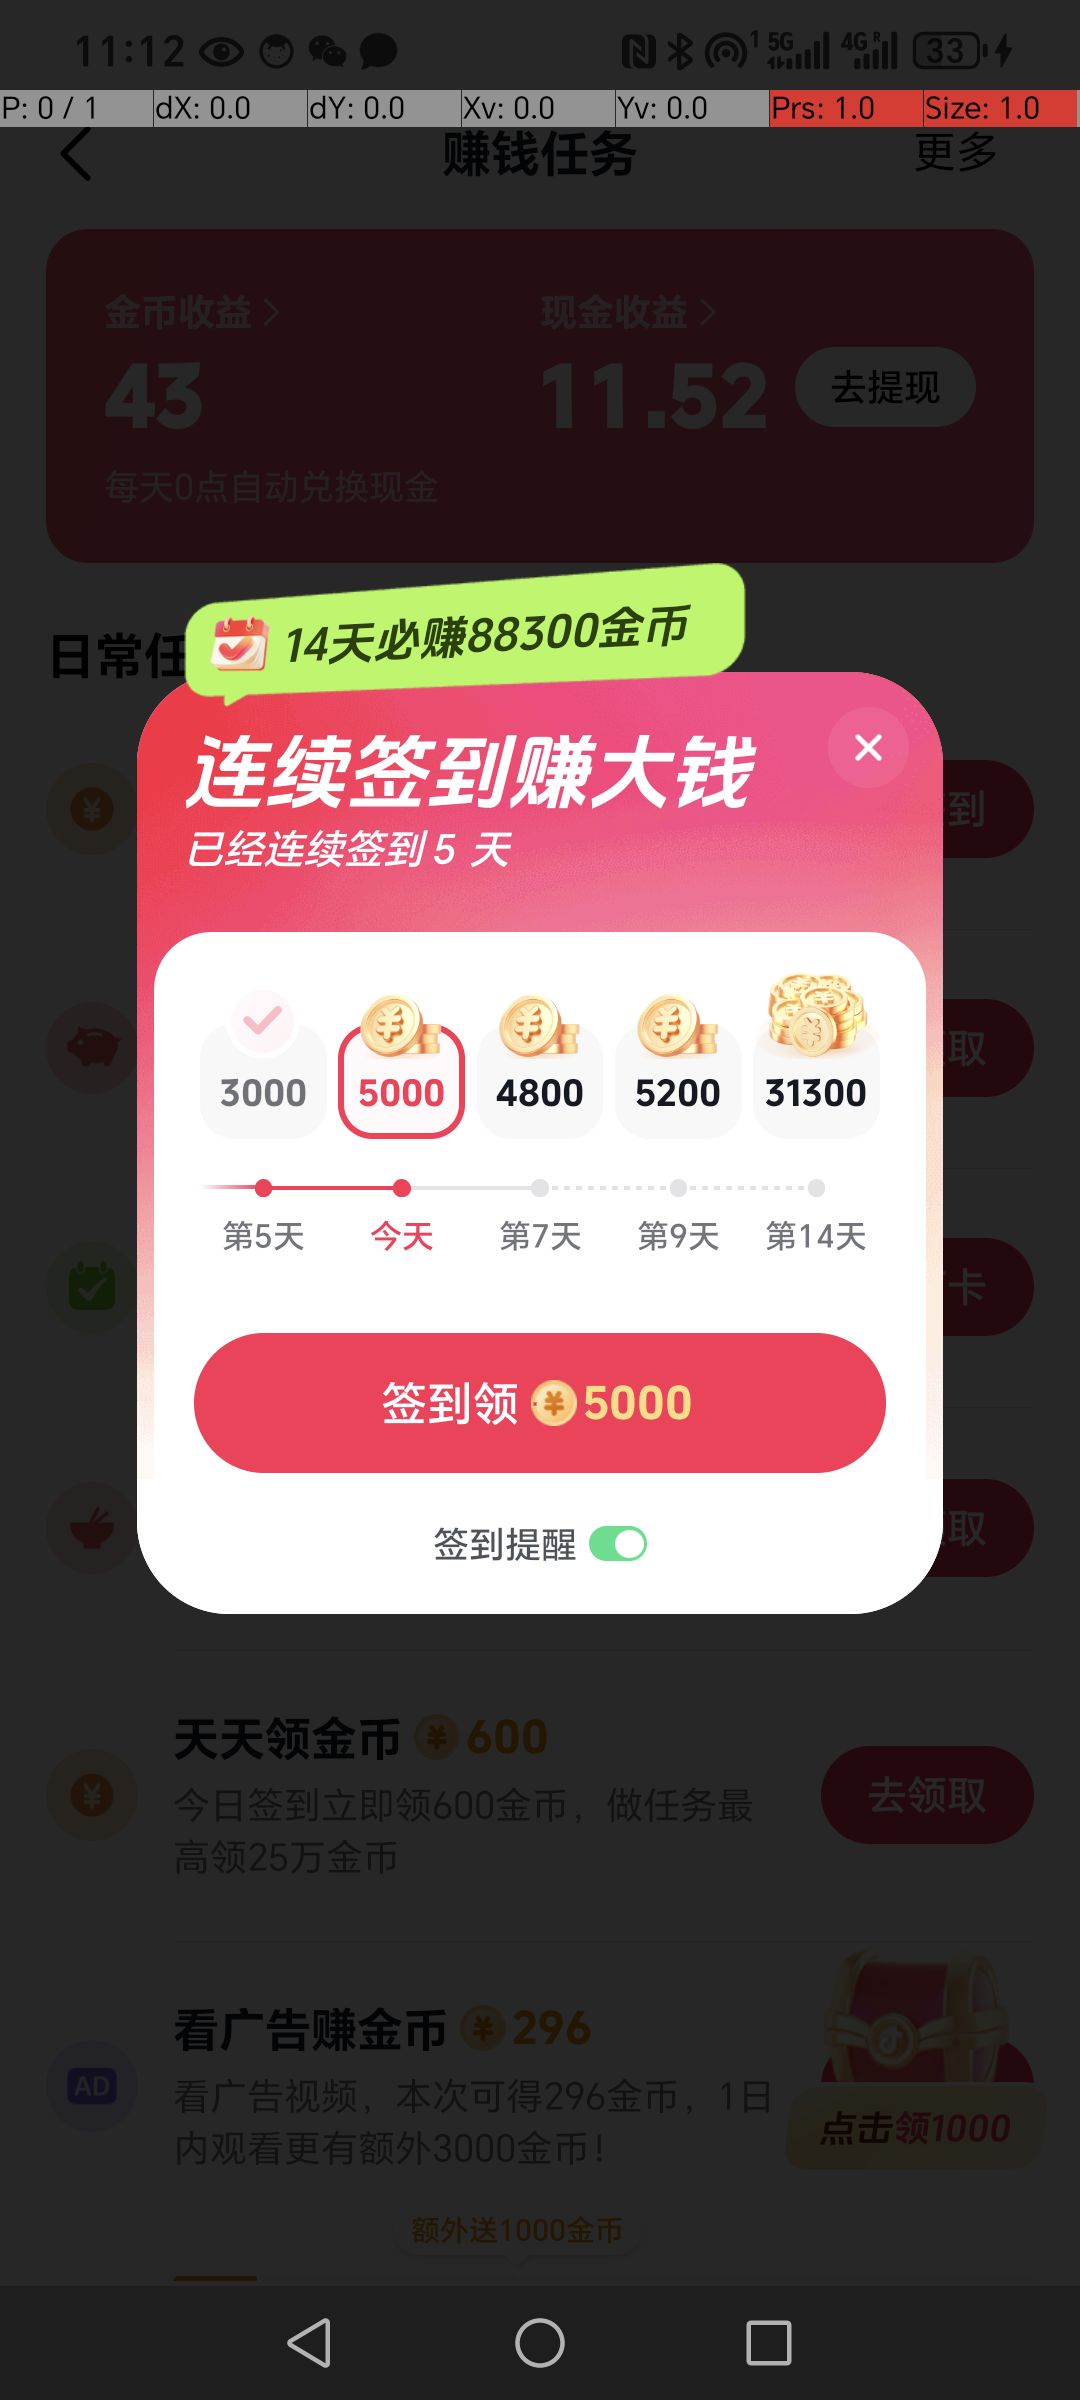 11:12
1 5G 4G R 33
P: 0 / 1 dX: 0.0 dY: 0.0 Xv: 0.0 Yv: 0.0 Prs: 1.0 Size: 1.0
赚钱任务 更多
金币收益 现金收益
43 11.52 去提现
每天0点自动兑换现金
14天必赚88300金币
日常任
连续签到赚大钱
到
已经连续签到 5 天
3000 5000 4800 5200 31300
取
第5天 今天 第7天 第9天 第14天
卡
签到领 ¥ 5000
取
签到提醒
天天领金币 ¥ 600
今日签到立即领600金币，做任务最
高领25万金币
去领取
看广告赚金币 ¥ 296
AD
看广告视频，本次可得296金币，1日
内观看更有额外3000金币！
点击领1000
额外送1000金币